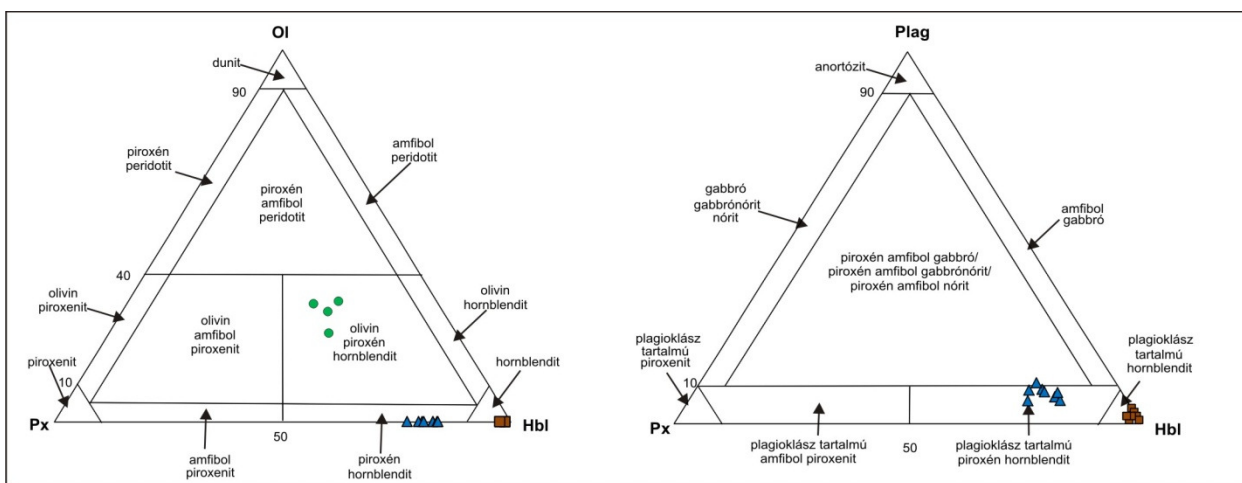 Ol
dunit
90
piroxén
peridotit
amfibol
peridotit
piroxén
amfibol
peridotit
40
olivin
piroxenit
olivin
hornblendit
olivin
amfibol
piroxenit
olivin
piroxén
hornblendit
piroxenit
10
hornblendit
Px
Hbl
50
amfibol
piroxenit
piroxén
hornblendit
Plag
anortózit
90
gabbró
gabbrónórit
nórit
amfibol
gabbró
piroxén amfibol gabbró/
piroxén amfibol gabbrónórit/
piroxén amfibol nórit
plagioklász
tartalmú
piroxenit
10
plagioklász
tartalmú
hornblendit
Px
Hbl
50
plagioklász tartalmú
amfibol piroxenit
plagioklász tartalmú
piroxén hornblendit